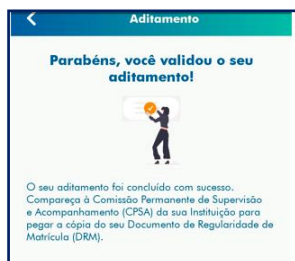 Aditamento
Parabéns, você validou o seu
aditamento!
O seu aditamento foi concluído com sucesso.
Compareça à Comissão Permanente de Supervisão
e Acompanhamento (CPSA) da sua Instituição para
pegar a cópia do seu Documento de Regularidade de
Matrícula (DRM).